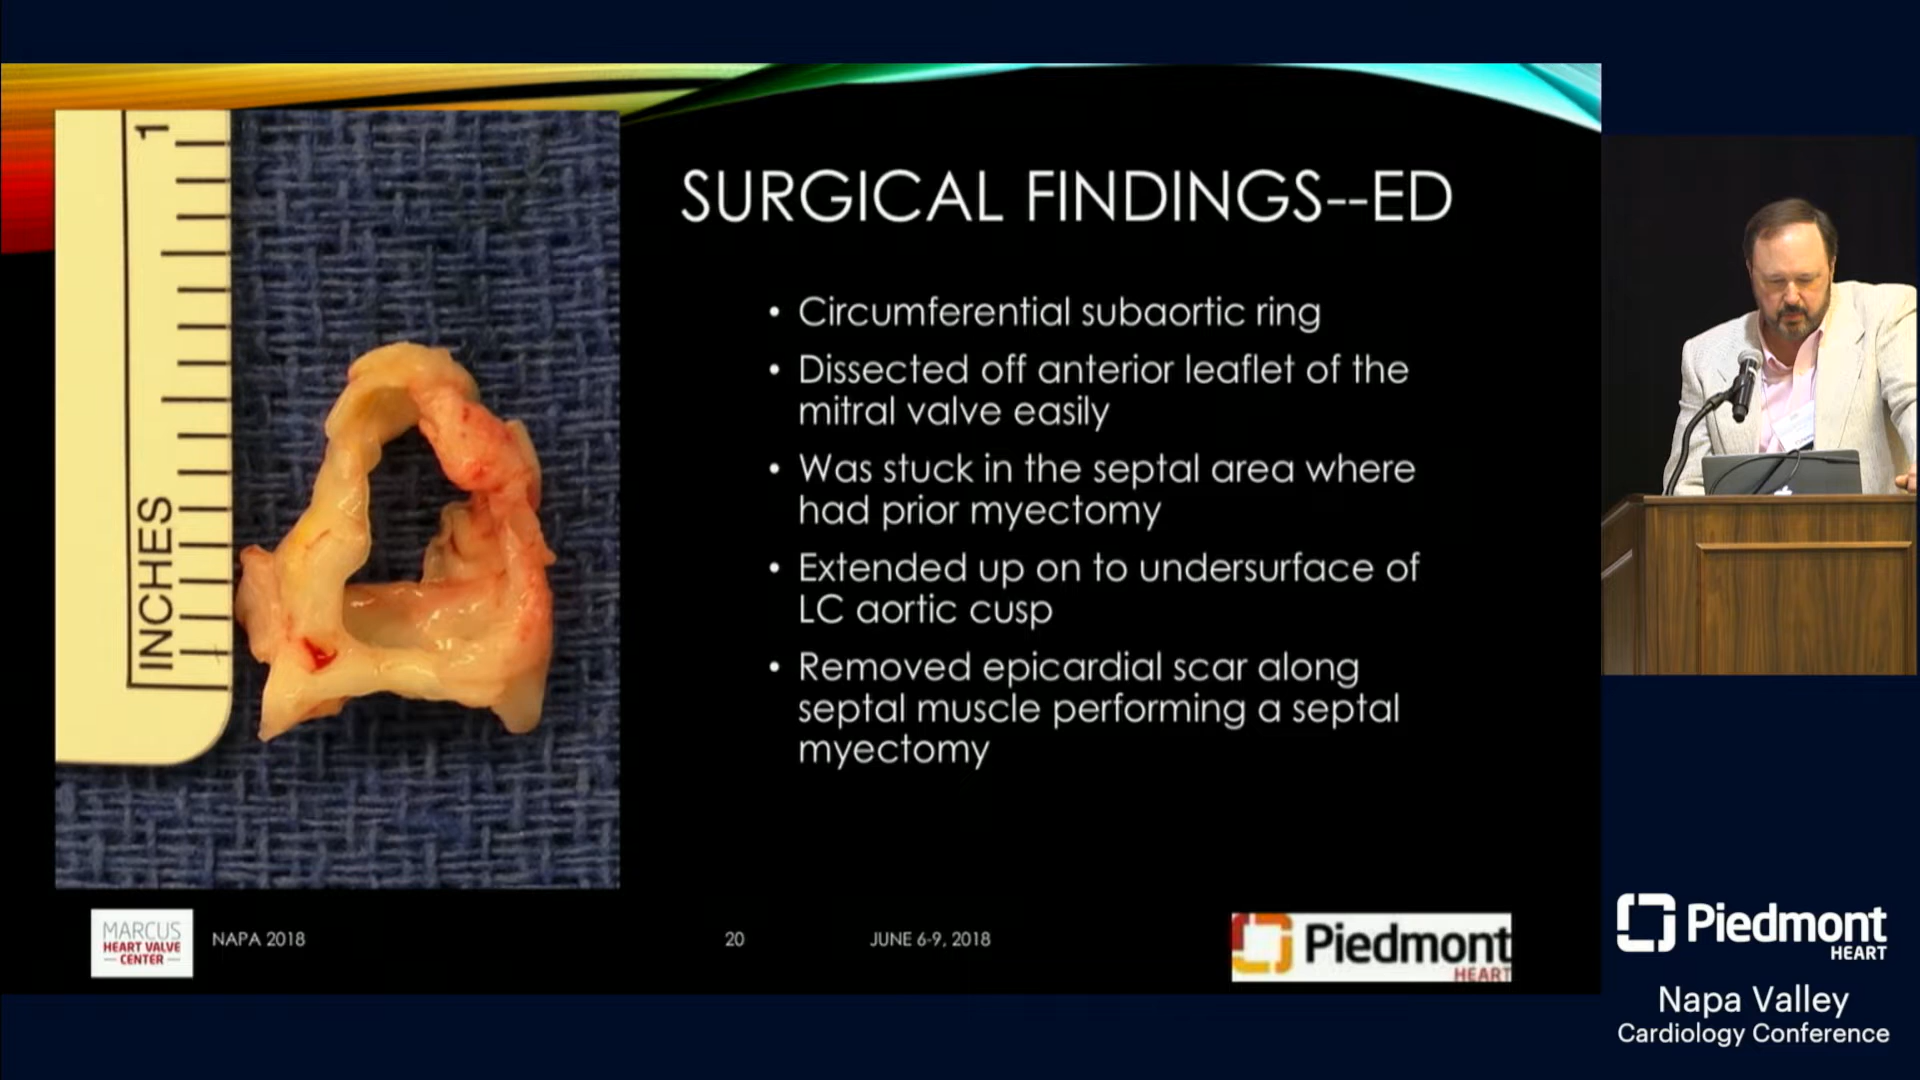 1
INCHES
SURGICAL FINDINGS--ED
• Circumferential subaortic ring
• Dissected off anterior leaflet of the
mitral valve easily
• Was stuck in the septal area where
had prior myectomy
• Extended up on to undersurface of
LC aortic cusp
• Removed epicardial scar along
septal muscle performing a septal
myectomy
MARCUS
HEART VALVE
CENTER
NAPA 2018
20
JUNE 6-9, 2018
Piedmont
HEART
Piedmont
HEART
Napa Valley
Cardiology Conference